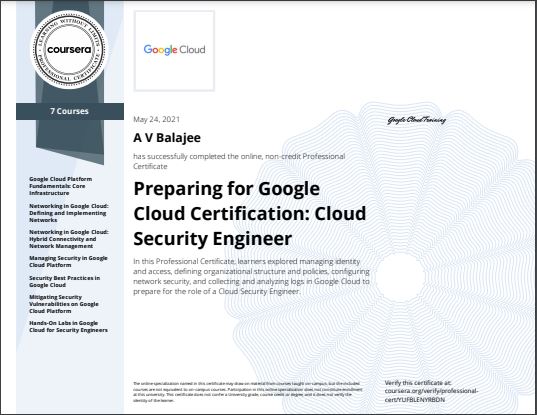 LEARNING WITHOUT LIMITS
coursera
PROFESSIONAL CERTIFICATE
7 Courses
Google Cloud Platform
Fundamentals: Core
Infrastructure
Networking in Google Cloud:
Defining and Implementing
Networks
Networking in Google Cloud:
Hybrid Connectivity and
Network Management
Managing Security in Google
Cloud Platform
Security Best Practices in
Google Cloud
Mitigating Security
Vulnerabilities on Google
Cloud Platform
Hands-On Labs in Google
Cloud for Security Engineers
Google Cloud
May 24, 2021
A V Balajee
has successfully completed the online, non-credit Professional
Certificate
Preparing for Google
Cloud Certification: Cloud
Security Engineer
In this Professional Certificate, learners explored managing identity
and access, defining organizational structure and policies, configuring
network security, and collecting and analyzing logs in Google Cloud to
prepare for the role of a Cloud Security Engineer.
Google Cloud Training
The online specialization named in this certificate may draw on material from courses taught on-campus, but the included
courses are not equivalent to on-campus courses. Participation in this online specialization does not constitute enrollment
at this university. This certificate does not confer a University grade, course credit or degree, and it does not verify the
identity of the learner.
Verify this certificate at:
coursera.org/verify/professional-
cert/YUFBLENYRBDN